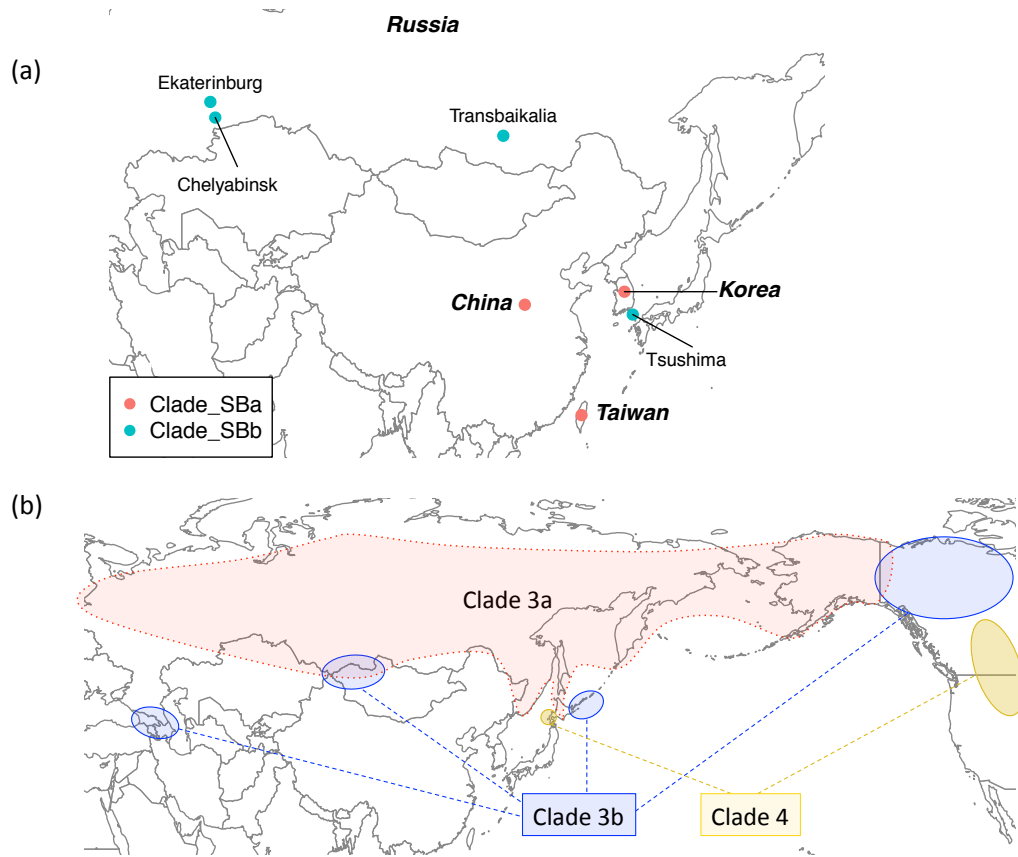 Russia
(a)
Ekaterinburg
Transbaikalia
Chelyabinsk
China
Korea
Tsushima
Clade_SBa
Clade_SBb
Taiwan
(b)
Clade 3a
Clade 3b
Clade 4